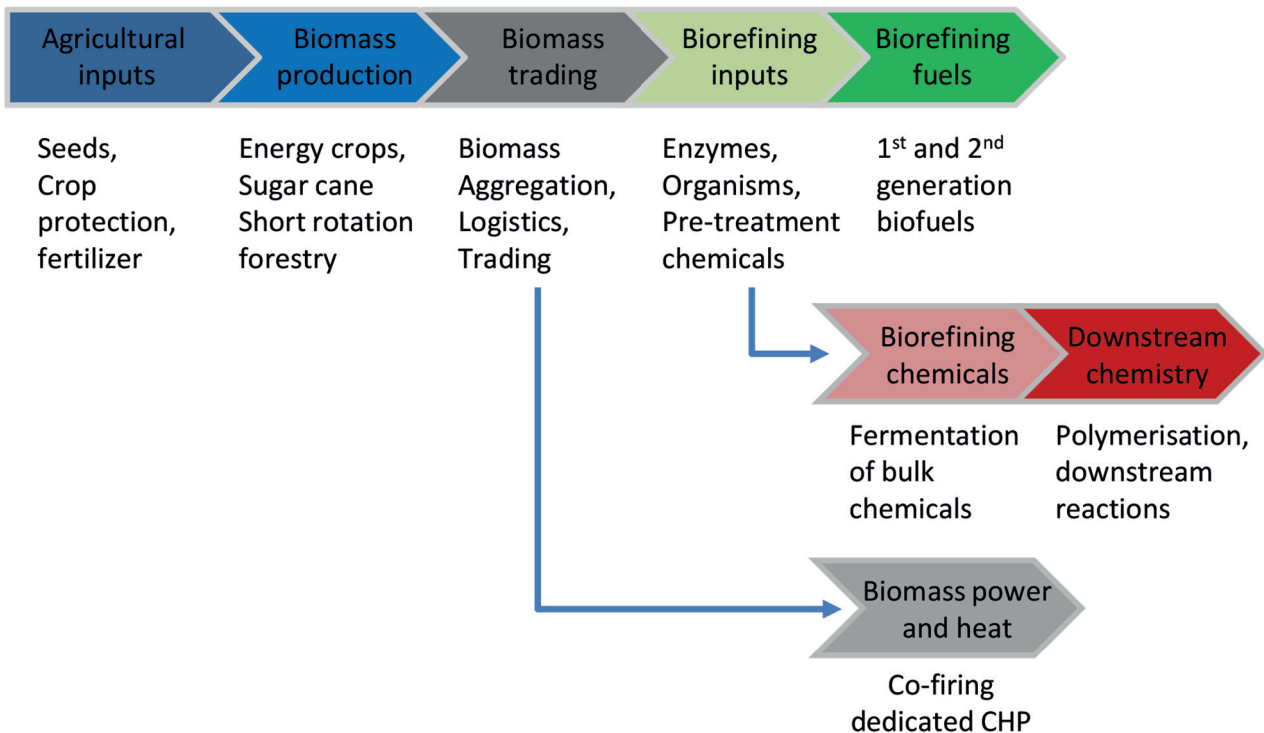 Agricultural
inputs
Biomass
production
Biomass
trading
Biorefining
inputs
Biorefining
fuels
Seeds,
Crop
protection,
fertilizer
Energy crops,
Sugar cane
Short rotation
forestry
Biomass
Aggregation,
Logistics,
Trading
Enzymes,
Organisms,
Pre-treatment
chemicals
1st and 2nd
generation
biofuels
Biorefining
chemicals
Downstream
chemistry
Fermentation
of bulk
chemicals
Polymerisation,
downstream
reactions
Biomass power
and heat
Co-firing
dedicated CHP